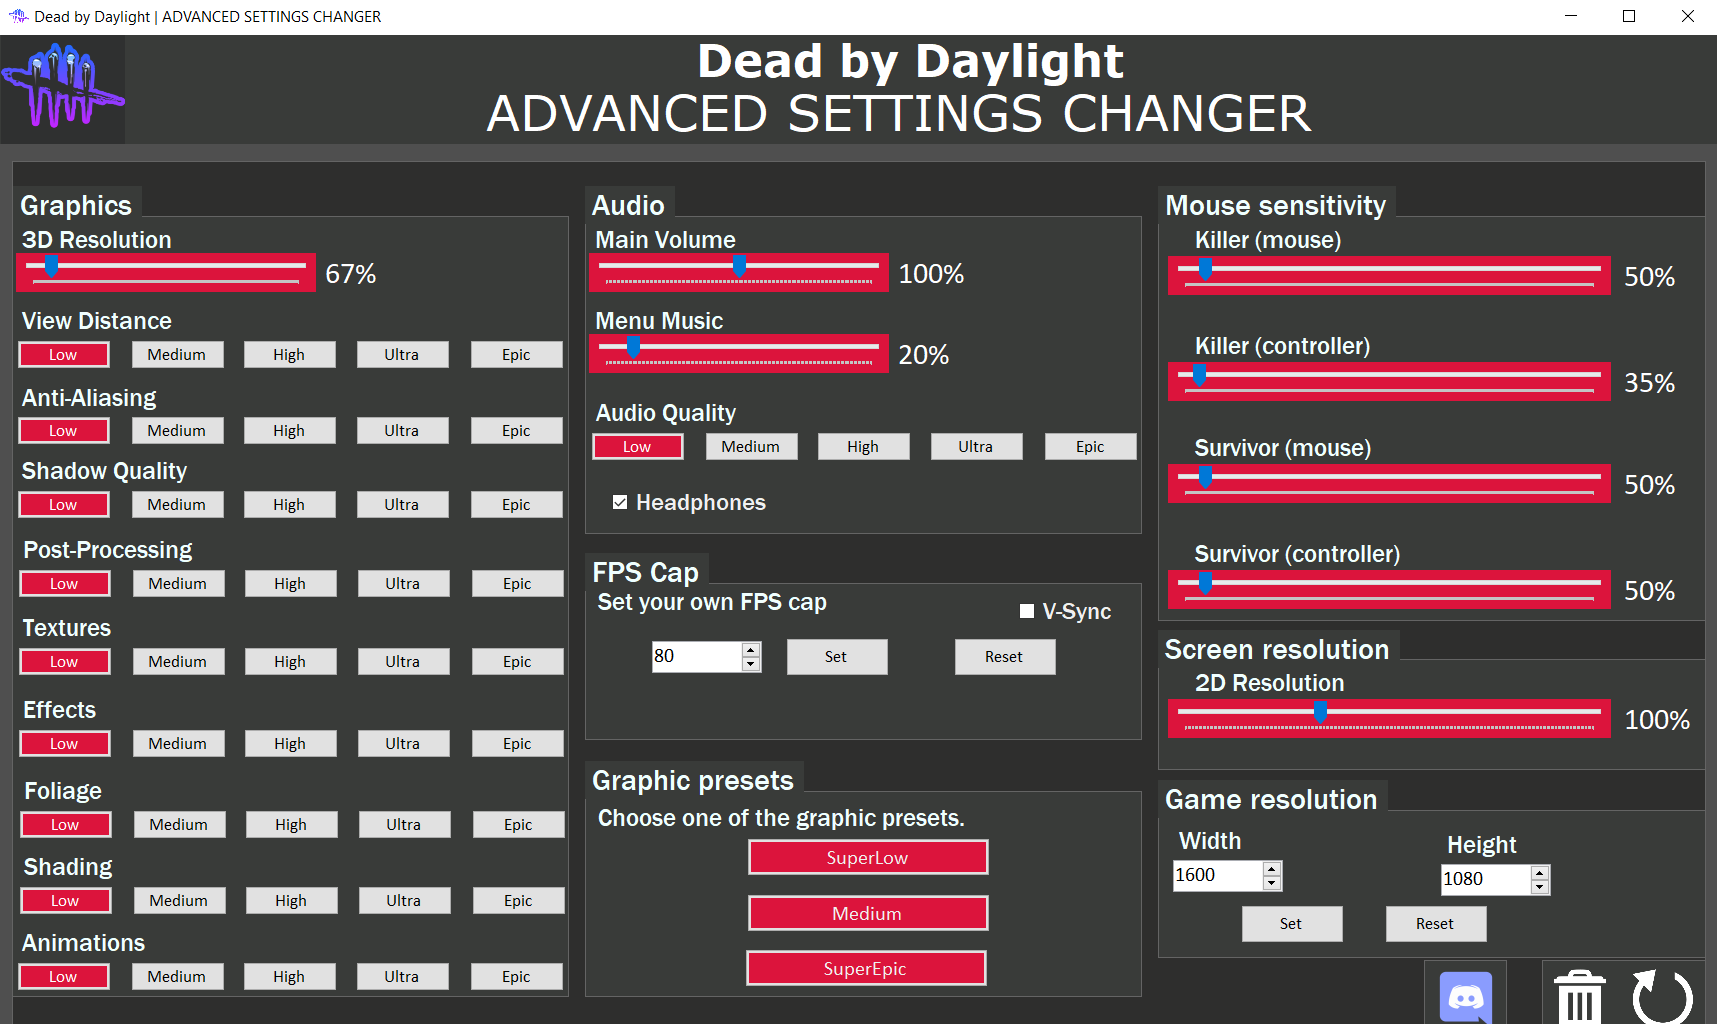 Dead by Daylight | ADVANCED SETTINGS CHANGER
Dead by Daylight
ADVANCED SETTINGS CHANGER
Graphics
3D Resolution
67%
View Distance
Low Medium High Ultra Epic
Anti-Aliasing
Low Medium High Ultra Epic
Shadow Quality
Low Medium High Ultra Epic
Post-Processing
Low Medium High Ultra Epic
Textures
Low Medium High Ultra Epic
Effects
Low Medium High Ultra Epic
Foliage
Low Medium High Ultra Epic
Shading
Low Medium High Ultra Epic
Animations
Low Medium High Ultra Epic
Audio
Main Volume
100%
Menu Music
20%
Audio Quality
Low Medium High Ultra Epic
Headphones
FPS Cap
Set your own FPS cap
V-Sync
80 Set Reset
Graphic presets
Choose one of the graphic presets.
SuperLow
Medium
SuperEpic
Mouse sensitivity
Killer (mouse)
50%
Killer (controller)
35%
Survivor (mouse)
50%
Survivor (controller)
50%
Screen resolution
2D Resolution
100%
Game resolution
Width Height
1600 1080
Set Reset